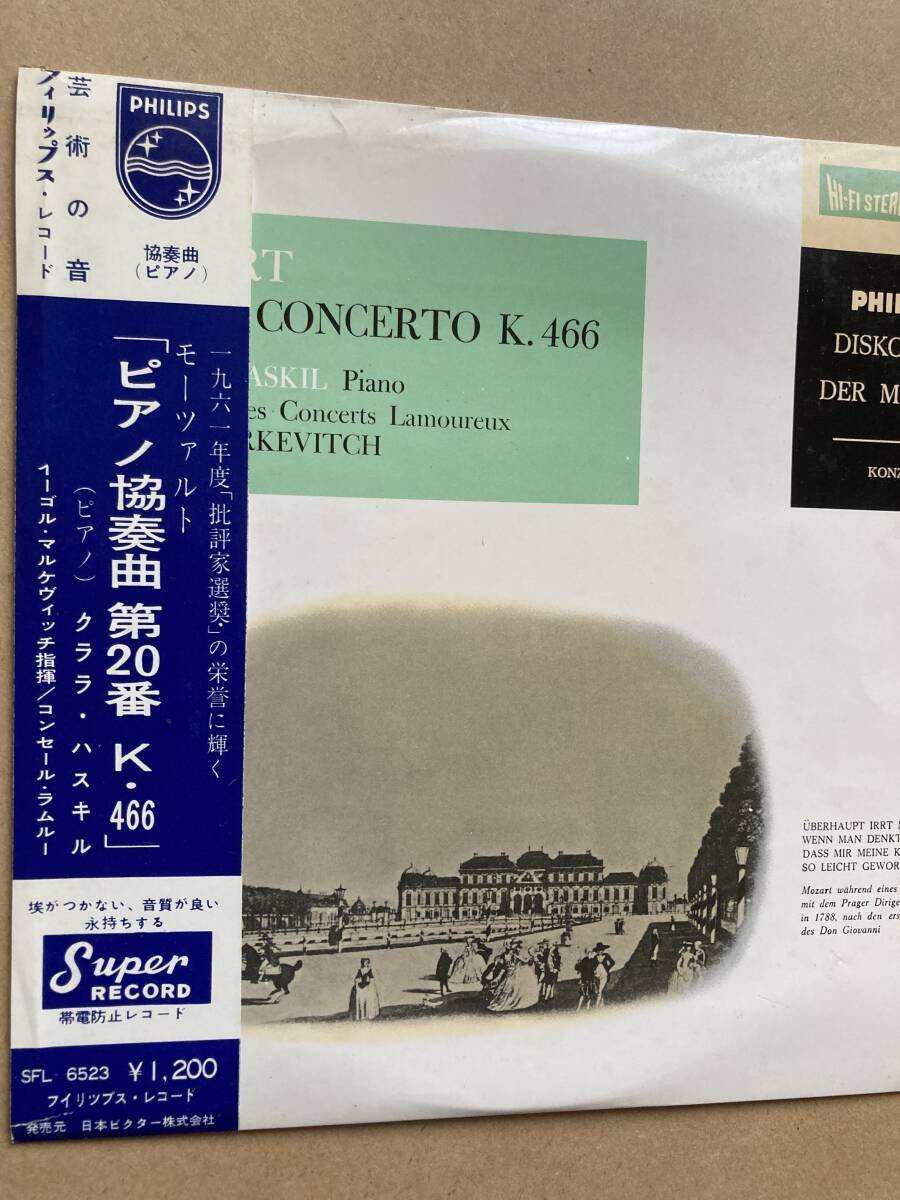 芸術の音
フィリップス・レコード
PHILIPS
協奏曲
(ピアノ)
一九六一年度「批評家選奨」の栄誉に輝く
モーツァルト
「ピアノ協奏曲 第20番 K.466」
(ピアノ) クララ・ハスキル
イーゴル・マルケヴィッチ指揮/コンセール・ラムルー
埃がつかない、音質が良い
永持ちする
Super
RECORD
帯電防止レコード
SFL 6523 ¥1,200
フイリツプス・レコード
発売元 日本ビクター株式会社
RT
CONCERTO K. 466
ASKIL Piano
es Concerts Lamoureux
RKEVITCH
HI-FI STERE
PHIL
DISKO
DER M
KONZ
ÜBERHAUPT IRRT M
WENN MAN DENKT
DASS MIR MEINE K
SO LEICHT GEWOR
Mozart während eines
mit dem Prager Dirige
in 1788, nach den ers
des Don Giovanni